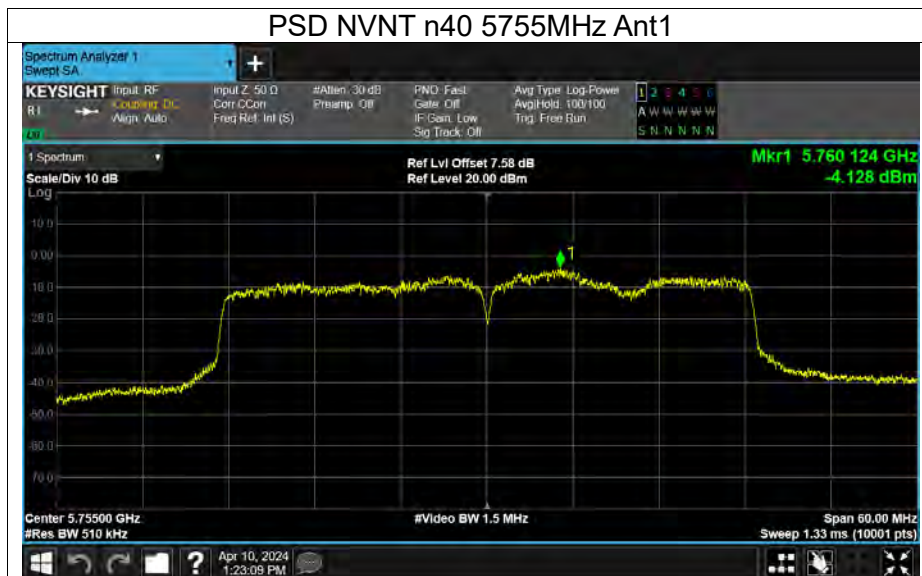 PSD NVNT n40 5755MHz Ant1
Spectrum Analyzer 1
Swept SA
+
KEYSIGHT Input: RF
Coupling: DC
Align: Auto
Input Z: 50 Ω
Corr CCorr
Freq Ref: Int (S)
#Atten: 30 dB
Preamp: Off
PNO: Fast
Gate: Off
IF Gain: Low
Sig Track: Off
Avg Type: Log-Power
Avg|Hold: 100/100
Trig: Free Run
1 2 3 4 5 6
A W W W W W
S N N N N N
1 Spectrum
Scale/Div 10 dB
Ref Lvl Offset 7.58 dB
Ref Level 20.00 dBm
Mkr1 5.760 124 GHz
-4.128 dBm
Log
10.0
0.00
1
-10.0
-20.0
-30.0
-40.0
-50.0
-60.0
-70.0
Center 5.75500 GHz
#Res BW 510 kHz
#Video BW 1.5 MHz
Span 60.00 MHz
Sweep 1.33 ms (10001 pts)
?
Apr 10, 2024
1:23:09 PM